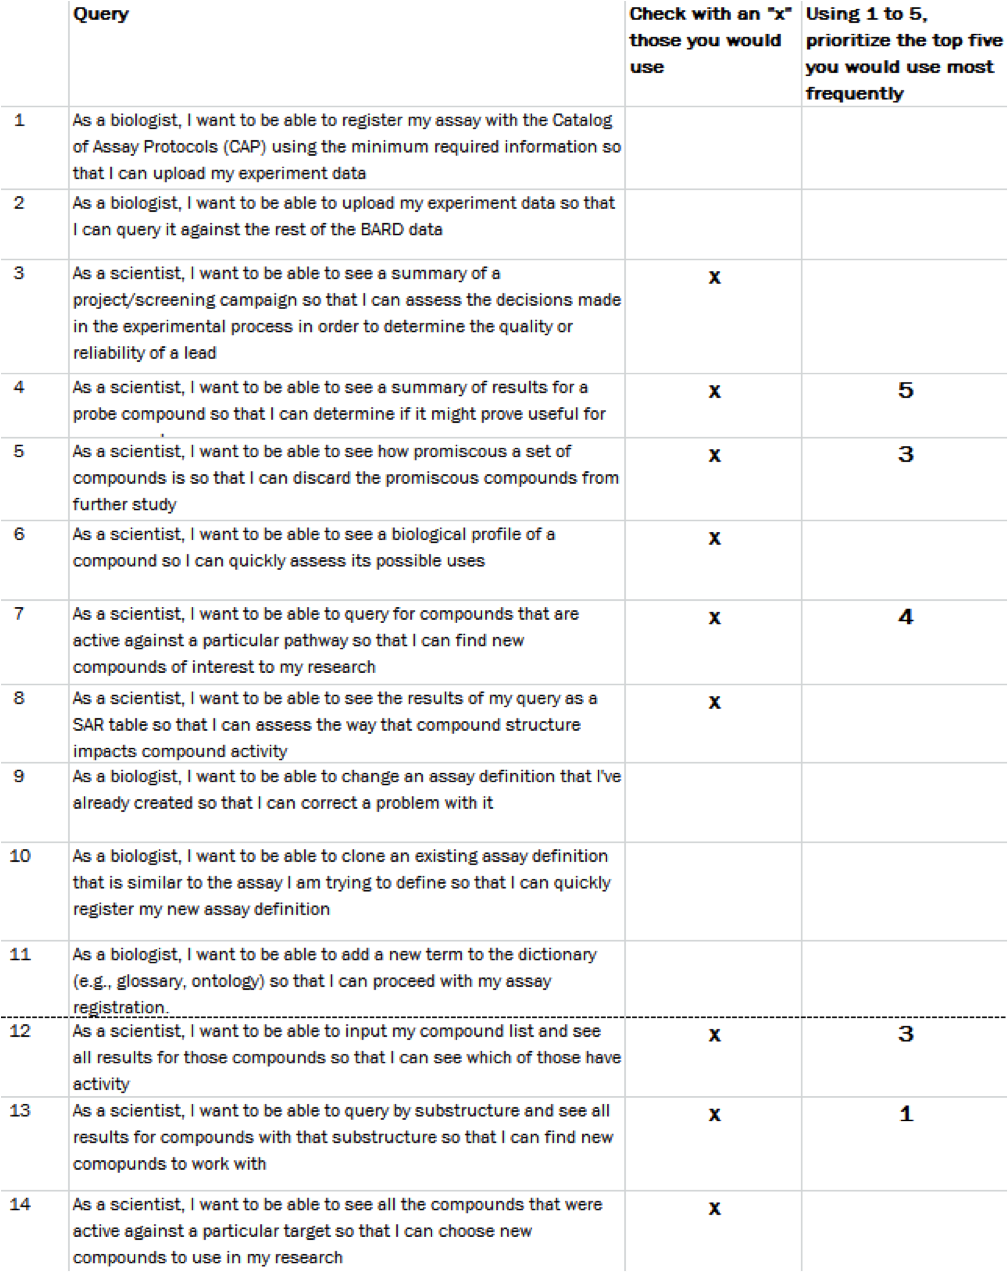 Query
Check with an "x"
those you would
use
Using 1 to 5,
prioritize the top five
you would use most
frequently
1
As a biologist, I want to be able to register my assay with the Catalog
of Assay Protocols (CAP) using the minimum required information so
that I can upload my experiment data
2
As a biologist, I want to be able to upload my experiment data so that
I can query it against the rest of the BARD data
3
As a scientist, I want to be able to see a summary of a
project/screening campaign so that I can assess the decisions made
in the experimental process in order to determine the quality or
reliability of a lead
x
4
As a scientist, I want to be able to see a summary of results for a
probe compound so that I can determine if it might prove useful for
x
5
5
As a scientist, I want to be able to see how promiscous a set of
compounds is so that I can discard the promiscous compounds from
further study
x
3
6
As a scientist, I want to be able to see a biological profile of a
compound so I can quickly assess its possible uses
x
7
As a scientist, I want to be able to query for compounds that are
active against a particular pathway so that I can find new
compounds of interest to my research
x
4
8
As a scientist, I want to be able to see the results of my query as a
SAR table so that I can assess the way that compound structure
impacts compound activity
x
9
As a biologist, I want to be able to change an assay definition that I've
already created so that I can correct a problem with it
10
As a biologist, I want to be able to clone an existing assay definition
that is similar to the assay I am trying to define so that I can quickly
register my new assay definition
11
As a biologist, I want to be able to add a new term to the dictionary
(e.g., glossary, ontology) so that I can proceed with my assay
registration.
12
As a scientist, I want to be able to input my compound list and see
all results for those compounds so that I can see which of those have
activity
x
3
13
As a scientist, I want to be able to query by substructure and see all
results for compounds with that substructure so that I can find new
comopunds to work with
x
1
14
As a scientist, I want to be able to see all the compounds that were
active against a particular target so that I can choose new
compounds to use in my research
x